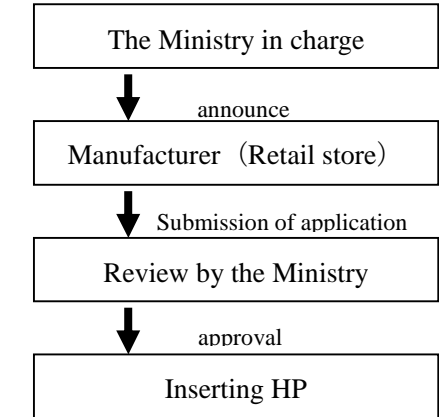 The Ministry in charge
announce
Manufacturer（Retail store）
Submission of application
Review by the Ministry
approval
Inserting HP